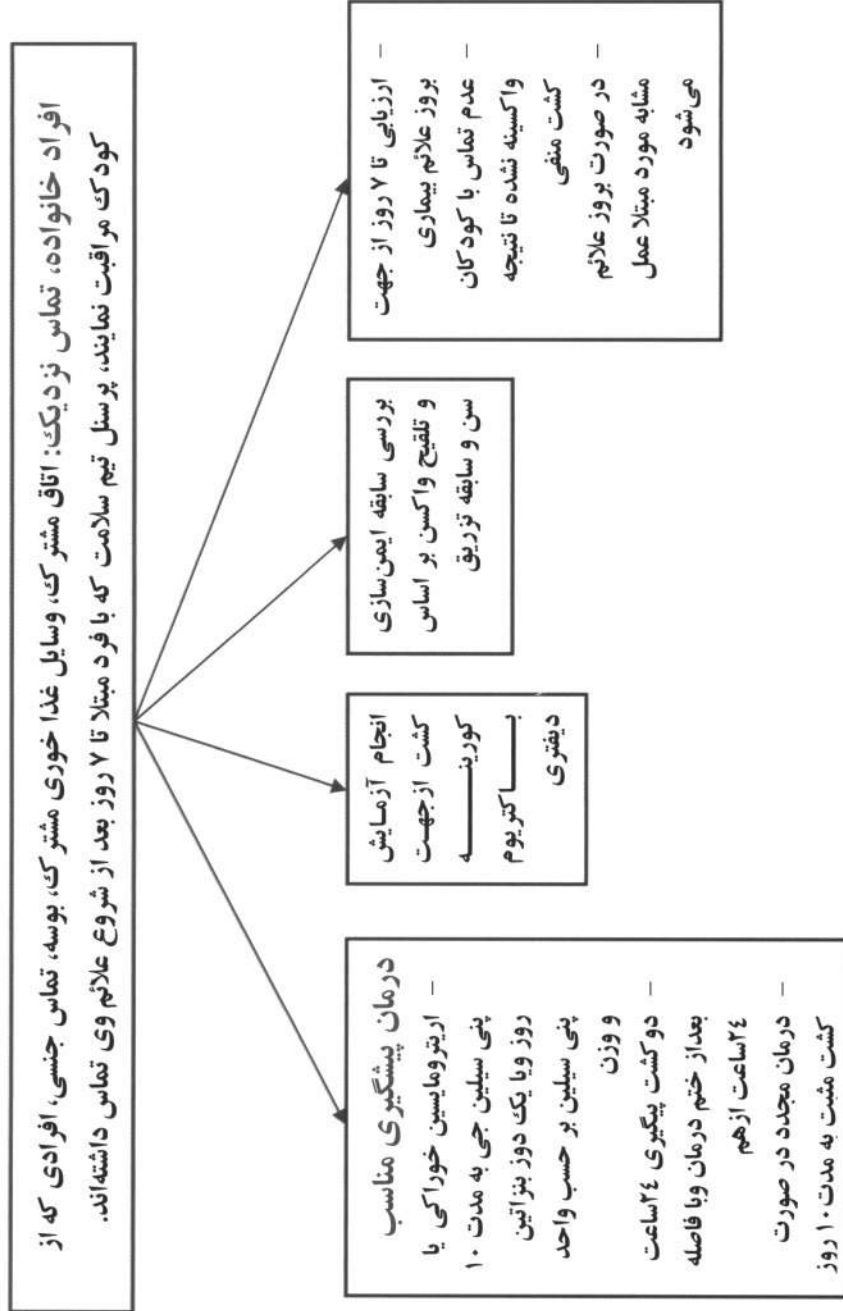 افراد خانواده، تماس نزدیک: اتاق مشترک، وسایل غذا خوری مشترک، بوسه، تماس جنسی، افرادی که از
کودک مراقبت نمایند، پرسنل تیم سلامت که با فرد مبتلا تا ۷ روز بعد از شروع علائم وی تماس داشته‌اند.
- ارزیابی تا ۷ روز از جهت
بروز علائم بیماری
- عدم تماس با کودکان
واکسینه نشده تا نتیجه
کشت منفی
- در صورت بروز علائم
مشابه مورد مبتلا عمل
می‌شود
بررسی سابقه ایمن‌سازی
و تلقیح واکسن بر اساس
سن و سابقه تزریق
انجام آزمایش
کشت ازجهت
کورینه
باکتریوم
دیفتری
درمان پیشگیری مناسب
- اریترومایسین خوراکی یا
پنی سیلین جی به مدت ۱۰
روز ویا یک دوز بنزاتین
پنی سیلین بر حسب واحد
و وزن
- دو کشت پیگیری ۲٤ساعت
بعداز ختم درمان وبا فاصله
۲٤ساعت ازهم
- درمان مجدد در صورت
کشت مثبت به مدت ۱۰ روز